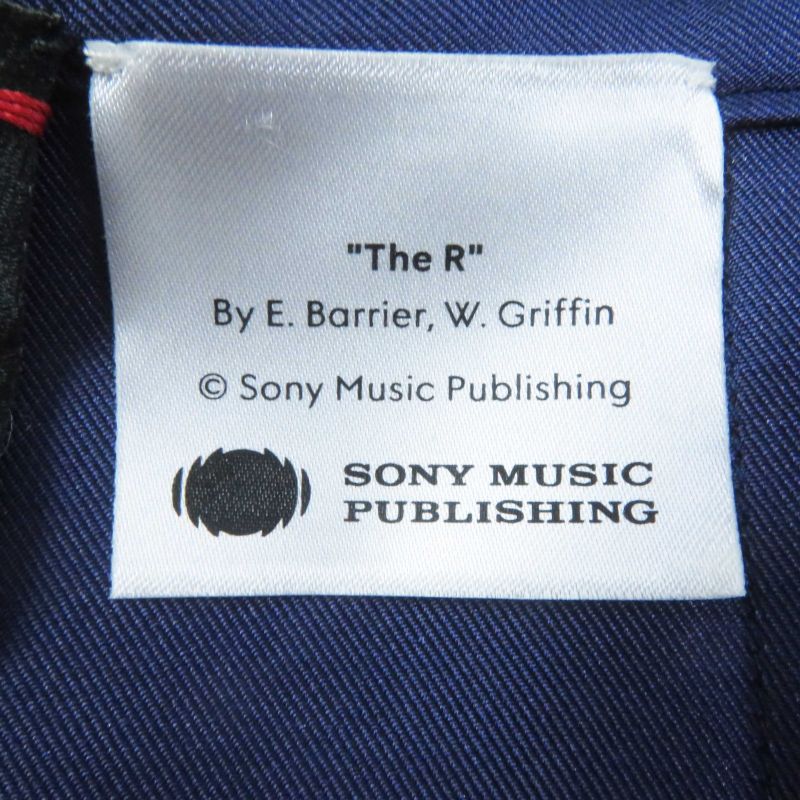 "The R"
By E. Barrier, W. Griffin
© Sony Music Publishing
SONY MUSIC
PUBLISHING